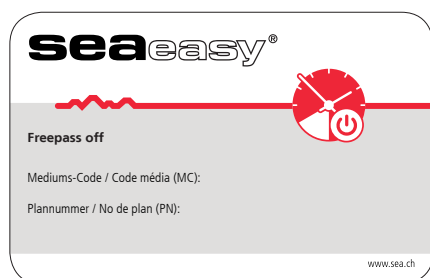 seaeasy®
Freepass off
Mediums-Code / Code média (MC):
Plannummer / No de plan (PN):
www.sea.ch